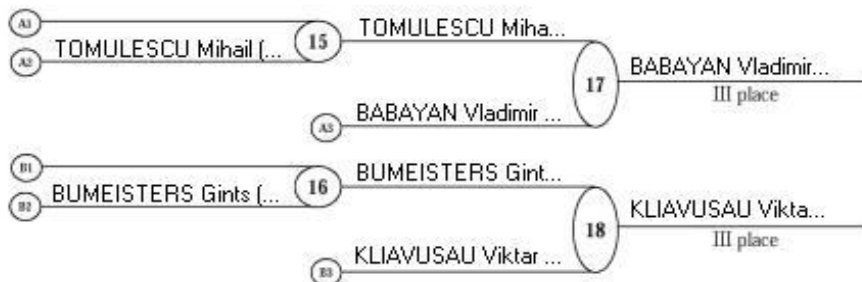 A1
TOMULESCU Miha...
15
TOMULESCU Mihail (...
A2
BABAYAN Vladimir...
17
III place
BABAYAN Vladimir ...
A3
B1
BUMEISTERS Gint...
16
BUMEISTERS Gints (...
B2
KLIAVUSAU Vikta...
18
III place
KLIAVUSAU Viktar ...
B3